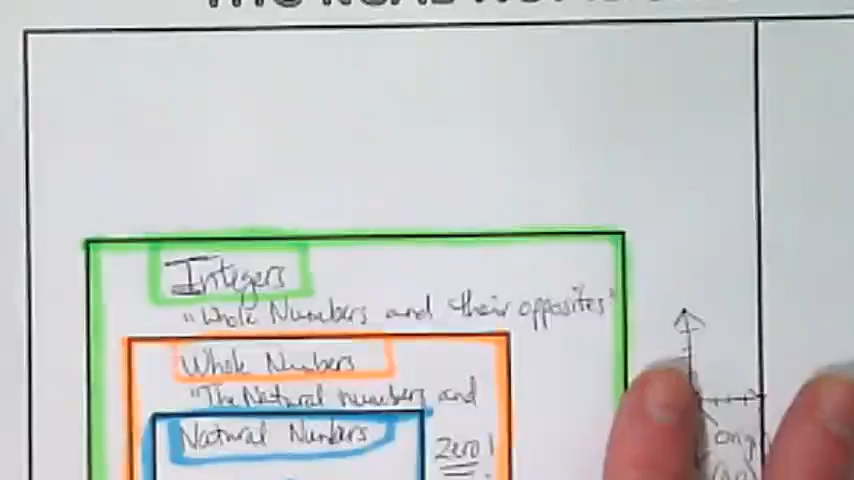 Integers
"Whole Numbers and their opposites"
Whole Numbers
"The Natural numbers and
Natural Numbers
Zero!